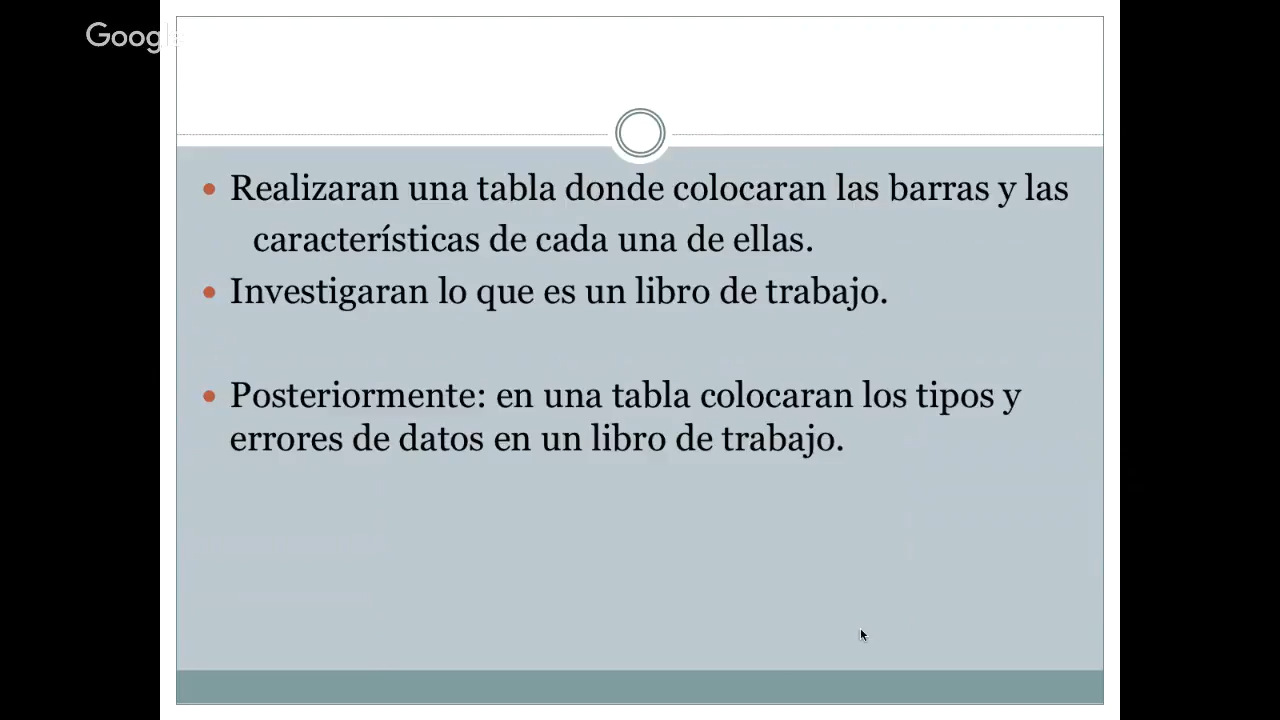 Google
Realizaran una tabla donde colocaran las barras y las
características de cada una de ellas.
Investigaran lo que es un libro de trabajo.
Posteriormente: en una tabla colocaran los tipos y
errores de datos en un libro de trabajo.